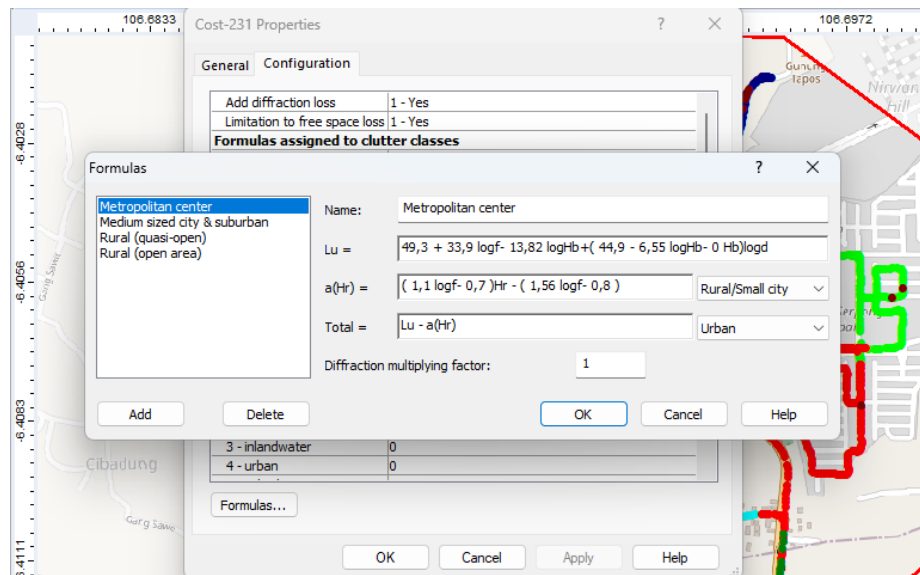 106.6833
106.6972
Cost-231 Properties
?
General
Configuration
Add diffraction loss
1 - Yes
Limitation to free space loss
1 - Yes
Formulas assigned to clutter classes
Formulas
?
Metropolitan center
Medium sized city & suburban
Rural (quasi-open)
Rural (open area)
Name:
Metropolitan center
Lu =
49,3 + 33,9 logf- 13,82 logHb+( 44,9 - 6,55 logHb- 0 Hb)logd
a(Hr) =
( 1,1 logf- 0,7 )Hr - ( 1,56 logf- 0,8 )
Rural/Small city
Total =
Lu - a(Hr)
Urban
Diffraction multiplying factor:
1
Add
Delete
OK
Cancel
Help
3 - inlandwater
0
4 - urban
0
Formulas...
OK
Cancel
Apply
Help
-6.4028
-6.4056
-6.4083
-6.4111
Gang Sawo
Cibadung
Gang Sawo
Gunung
Tapos
Nirwana
Hill